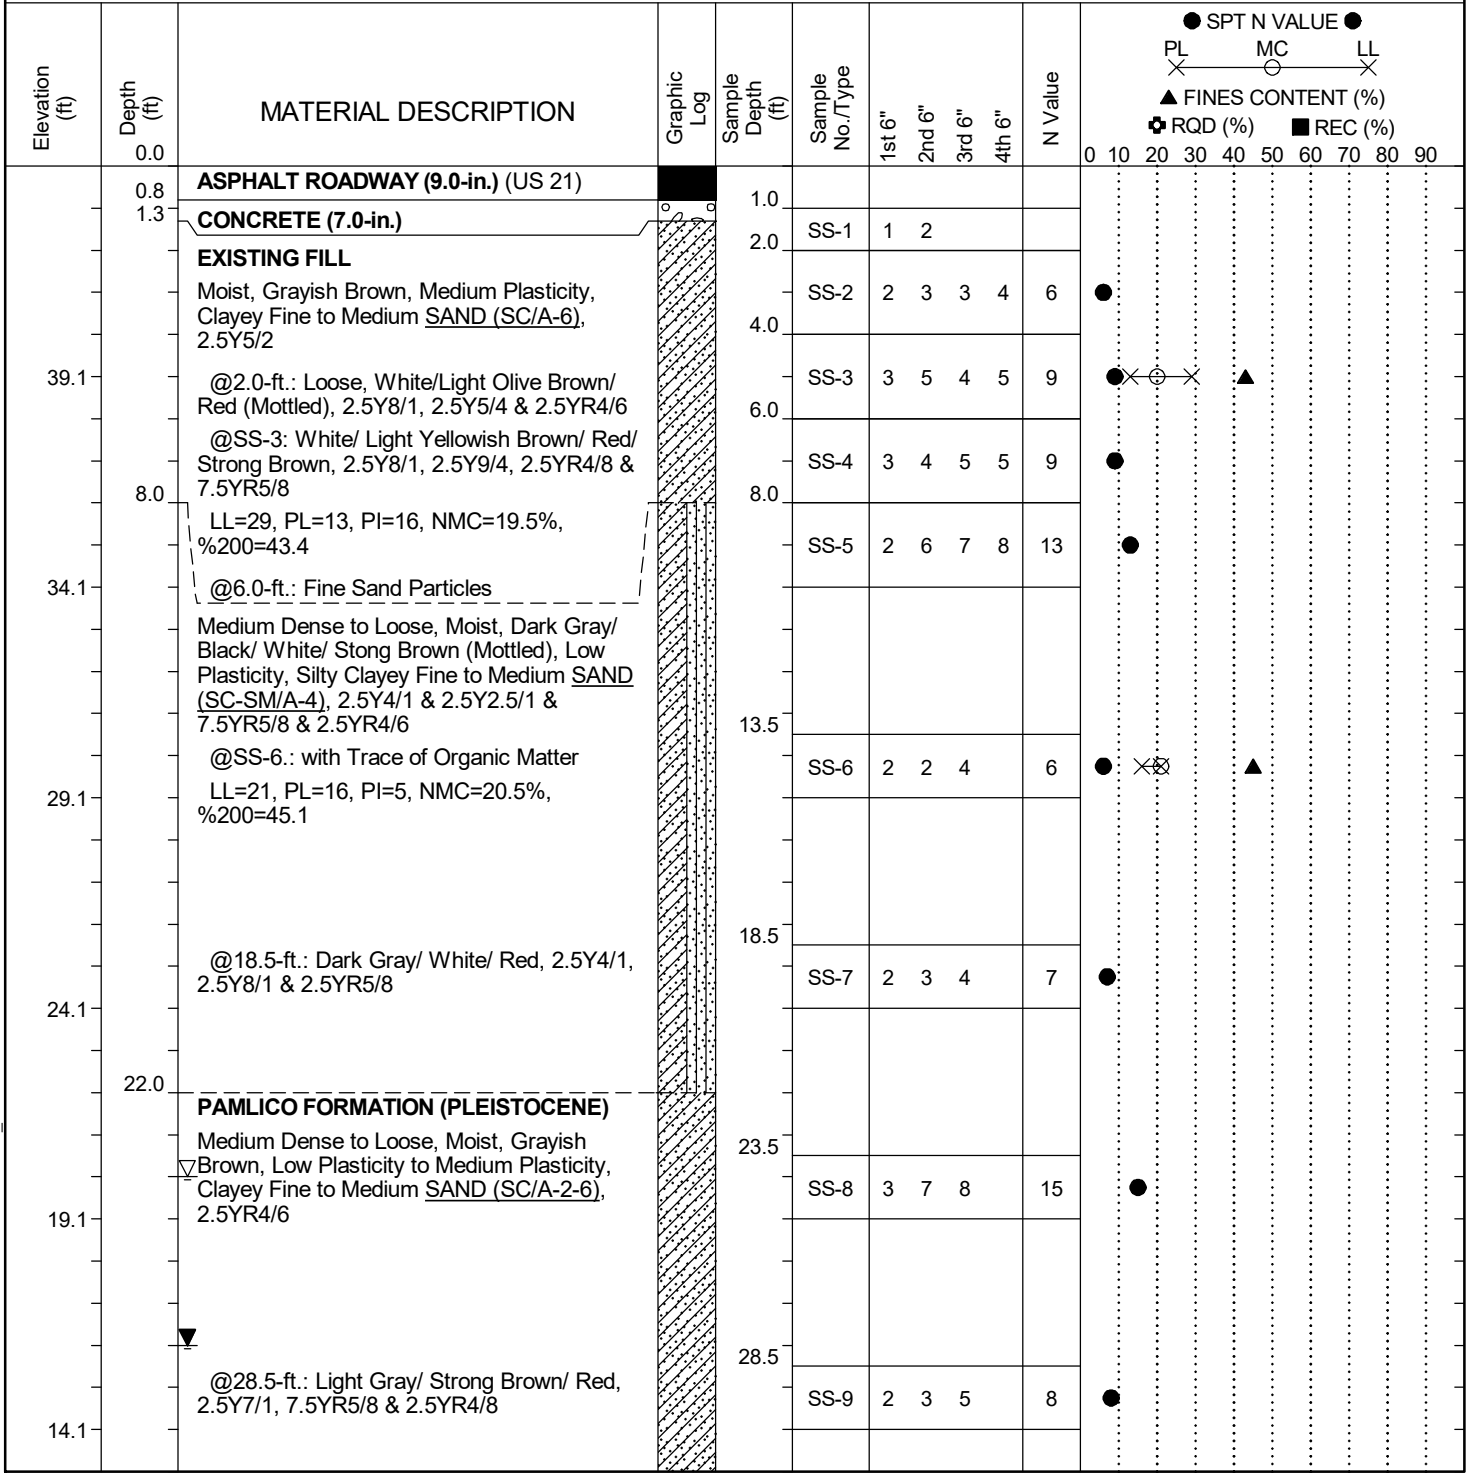 ● SPT N VALUE ●
PL MC LL
▲ FINES CONTENT (%)
RQD (%) ■ REC (%)
Elevation (ft)
Depth (ft)
MATERIAL DESCRIPTION
Graphic Log
Sample Depth (ft)
Sample No./Type
1st 6"
2nd 6"
3rd 6"
4th 6"
N Value
0.0
0 10 20 30 40 50 60 70 80 90
ASPHALT ROADWAY (9.0-in.) (US 21)
0.8
1.0
1.3
CONCRETE (7.0-in.)
SS-1 1 2
2.0
EXISTING FILL
Moist, Grayish Brown, Medium Plasticity,
Clayey Fine to Medium SAND (SC/A-6),
2.5Y5/2
SS-2 2 3 3 4 6
4.0
39.1
@2.0-ft.: Loose, White/Light Olive Brown/
Red (Mottled), 2.5Y8/1, 2.5Y5/4 & 2.5YR4/6
SS-3 3 5 4 5 9
6.0
@SS-3: White/ Light Yellowish Brown/ Red/
Strong Brown, 2.5Y8/1, 2.5Y9/4, 2.5YR4/8 &
7.5YR5/8
SS-4 3 4 5 5 9
8.0
8.0
LL=29, PL=13, PI=16, NMC=19.5%,
%200=43.4
SS-5 2 6 7 8 13
34.1
@6.0-ft.: Fine Sand Particles
Medium Dense to Loose, Moist, Dark Gray/
Black/ White/ Stong Brown (Mottled), Low
Plasticity, Silty Clayey Fine to Medium SAND
(SC-SM/A-4), 2.5Y4/1 & 2.5Y2.5/1 &
7.5YR5/8 & 2.5YR4/6
13.5
@SS-6.: with Trace of Organic Matter
SS-6 2 2 4 6
29.1
LL=21, PL=16, PI=5, NMC=20.5%,
%200=45.1
18.5
@18.5-ft.: Dark Gray/ White/ Red, 2.5Y4/1,
2.5Y8/1 & 2.5YR5/8
SS-7 2 3 4 7
24.1
22.0
PAMLICO FORMATION (PLEISTOCENE)
23.5
Medium Dense to Loose, Moist, Grayish
Brown, Low Plasticity to Medium Plasticity,
Clayey Fine to Medium SAND (SC/A-2-6),
2.5YR4/6
SS-8 3 7 8 15
19.1
28.5
@28.5-ft.: Light Gray/ Strong Brown/ Red,
2.5Y7/1, 7.5YR5/8 & 2.5YR4/8
SS-9 2 3 5 8
14.1